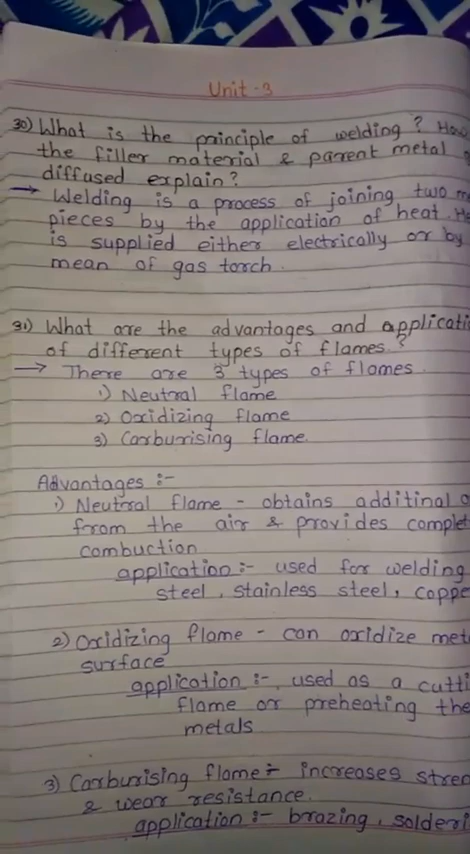 Unit - 3
30) What is the principle of welding ? How
the filler material & parent metal
diffused explain?
→ Welding is a process of joining two
pieces by the application of heat. He
is supplied either electrically or by
mean of gas torch.
31) What are the advantages and applicati
of different types of flames.?
→ There are 3 types of flames
1) Neutral flame
2) Oxidizing flame
3) Carburising flame.
Advantages :-
1) Neutral flame - obtains additinal
from the air & provides complet
combuction
application :- used for welding
steel, stainless steel, coppe
2) Oxidizing flame - can oxidize met
surface
application :- used as a cutti
flame or preheating the
metals
3) Carburising flame :- increases stren
& wear resistance.
application :- brazing, solderi